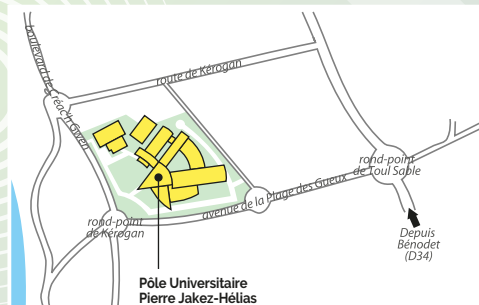 boulevard de Créac'h Gwen
route de Kérogan
rond-point
de Toul Sable
avenue de la Plage des Gueux
rond-point
de Kérogan
Depuis
Bénodet
(D34)
Pôle Universitaire
Pierre Jakez-Hélias